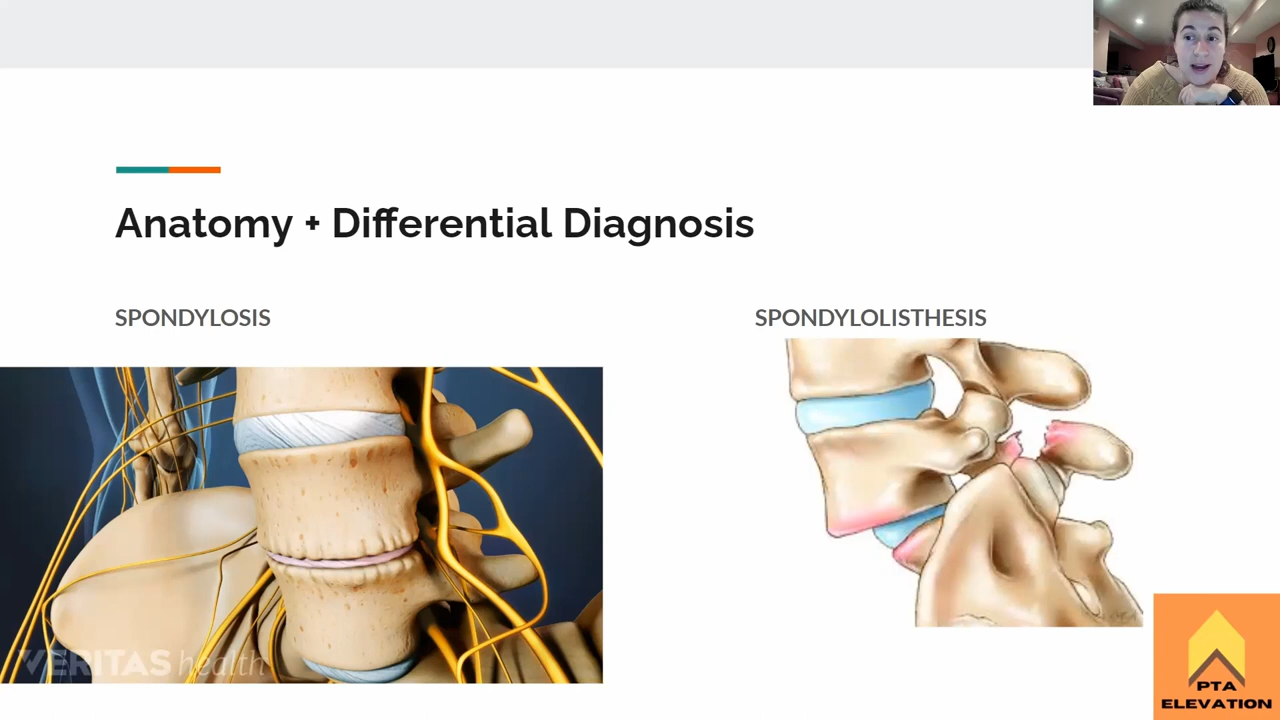 Anatomy + Differential Diagnosis
SPONDYLOSIS
SPONDYLOLISTHESIS
VERITAS health
PTA
ELEVATION